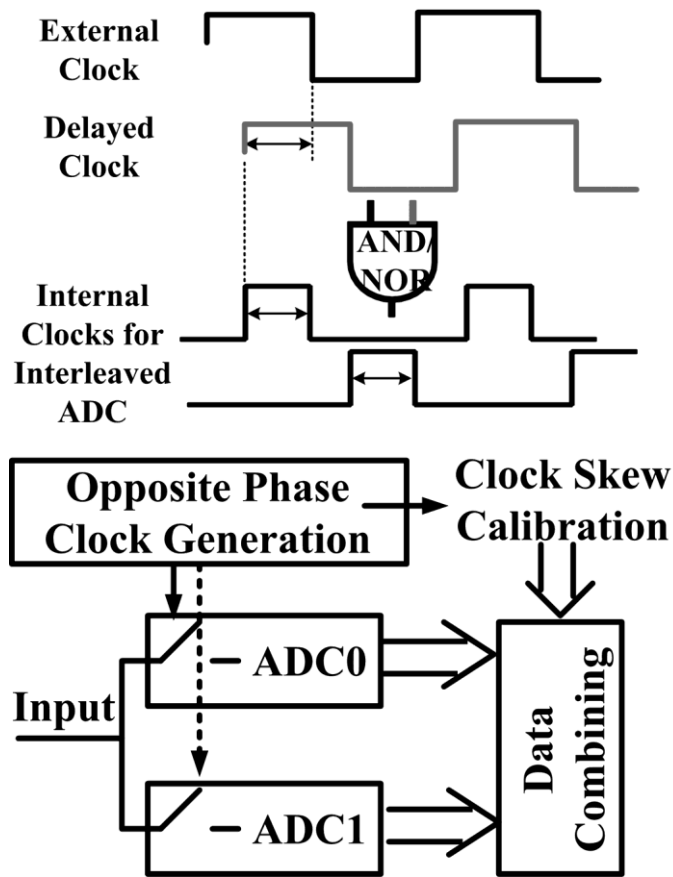 External
Clock
Delayed
Clock
AND/
NOR
Internal
Clocks for
Interleaved
ADC
Opposite Phase
Clock Generation
Clock Skew
Calibration
ADC0
Input
ADC1
Data
Combining